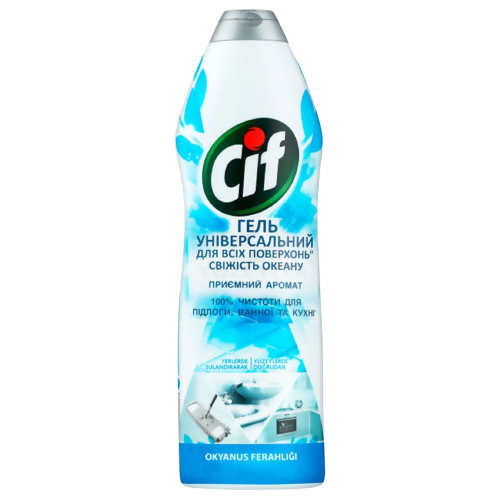 Cif
ГЕЛЬ
УНІВЕРСАЛЬНИЙ
ДЛЯ ВСІХ ПОВЕРХОНЬ*
СВІЖІСТЬ ОКЕАНУ
ПРИЄМНИЙ АРОМАТ
100% ЧИСТОТИ ДЛЯ
ПІДЛОГИ, ВАННОЇ ТА КУХНІ
YERLERDE YÜZEYLERDE
SULANDIRARAK DOĞRUDAN
OKYANUS FERAHLIĞI